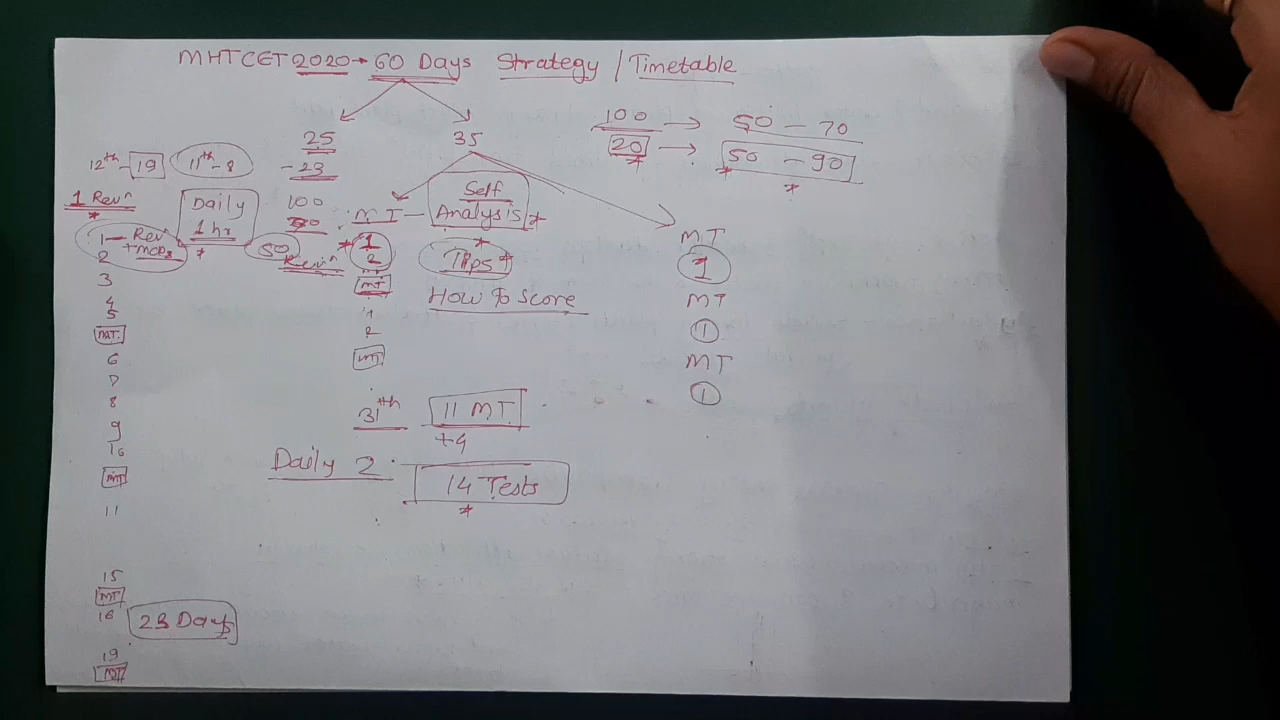 MHTCET 2020 → 60 Days Strategy / Timetable
25
- 23
100
50
Revn
35
100 → 50 - 70
20 → 50 - 90
12th - 19 11th - 8
1 Revn
Daily
1 hr
1 - Revn
+ MCQs
2
3
4
5
MT
6
7
8
9
10
MT
11
15
MT
16
23 Days
19
MT
MT - Self
Analysis
1
2
MT
1
2
MT
Tips
How to score
31th 11 MT
+4
Daily 2
14 Tests
MT
1
MT
1
MT
1